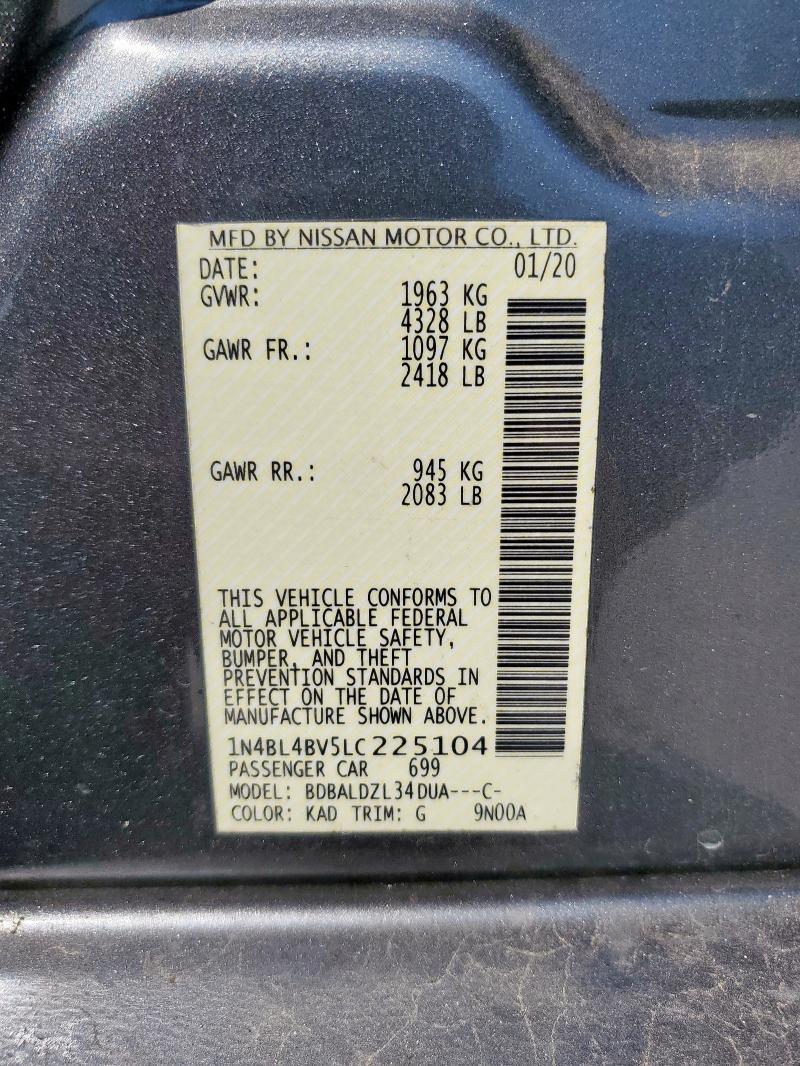 MFD BY NISSAN MOTOR CO., LTD.
DATE: 01/20
GVWR: 1963 KG
4328 LB
GAWR FR.: 1097 KG
2418 LB
GAWR RR.: 945 KG
2083 LB
THIS VEHICLE CONFORMS TO
ALL APPLICABLE FEDERAL
MOTOR VEHICLE SAFETY,
BUMPER, AND THEFT
PREVENTION STANDARDS IN
EFFECT ON THE DATE OF
MANUFACTURE SHOWN ABOVE.
1N4BL4BV5LC225104
PASSENGER CAR 699
MODEL: BDBALDZL34DUA---C-
COLOR: KAD TRIM: G 9N00A